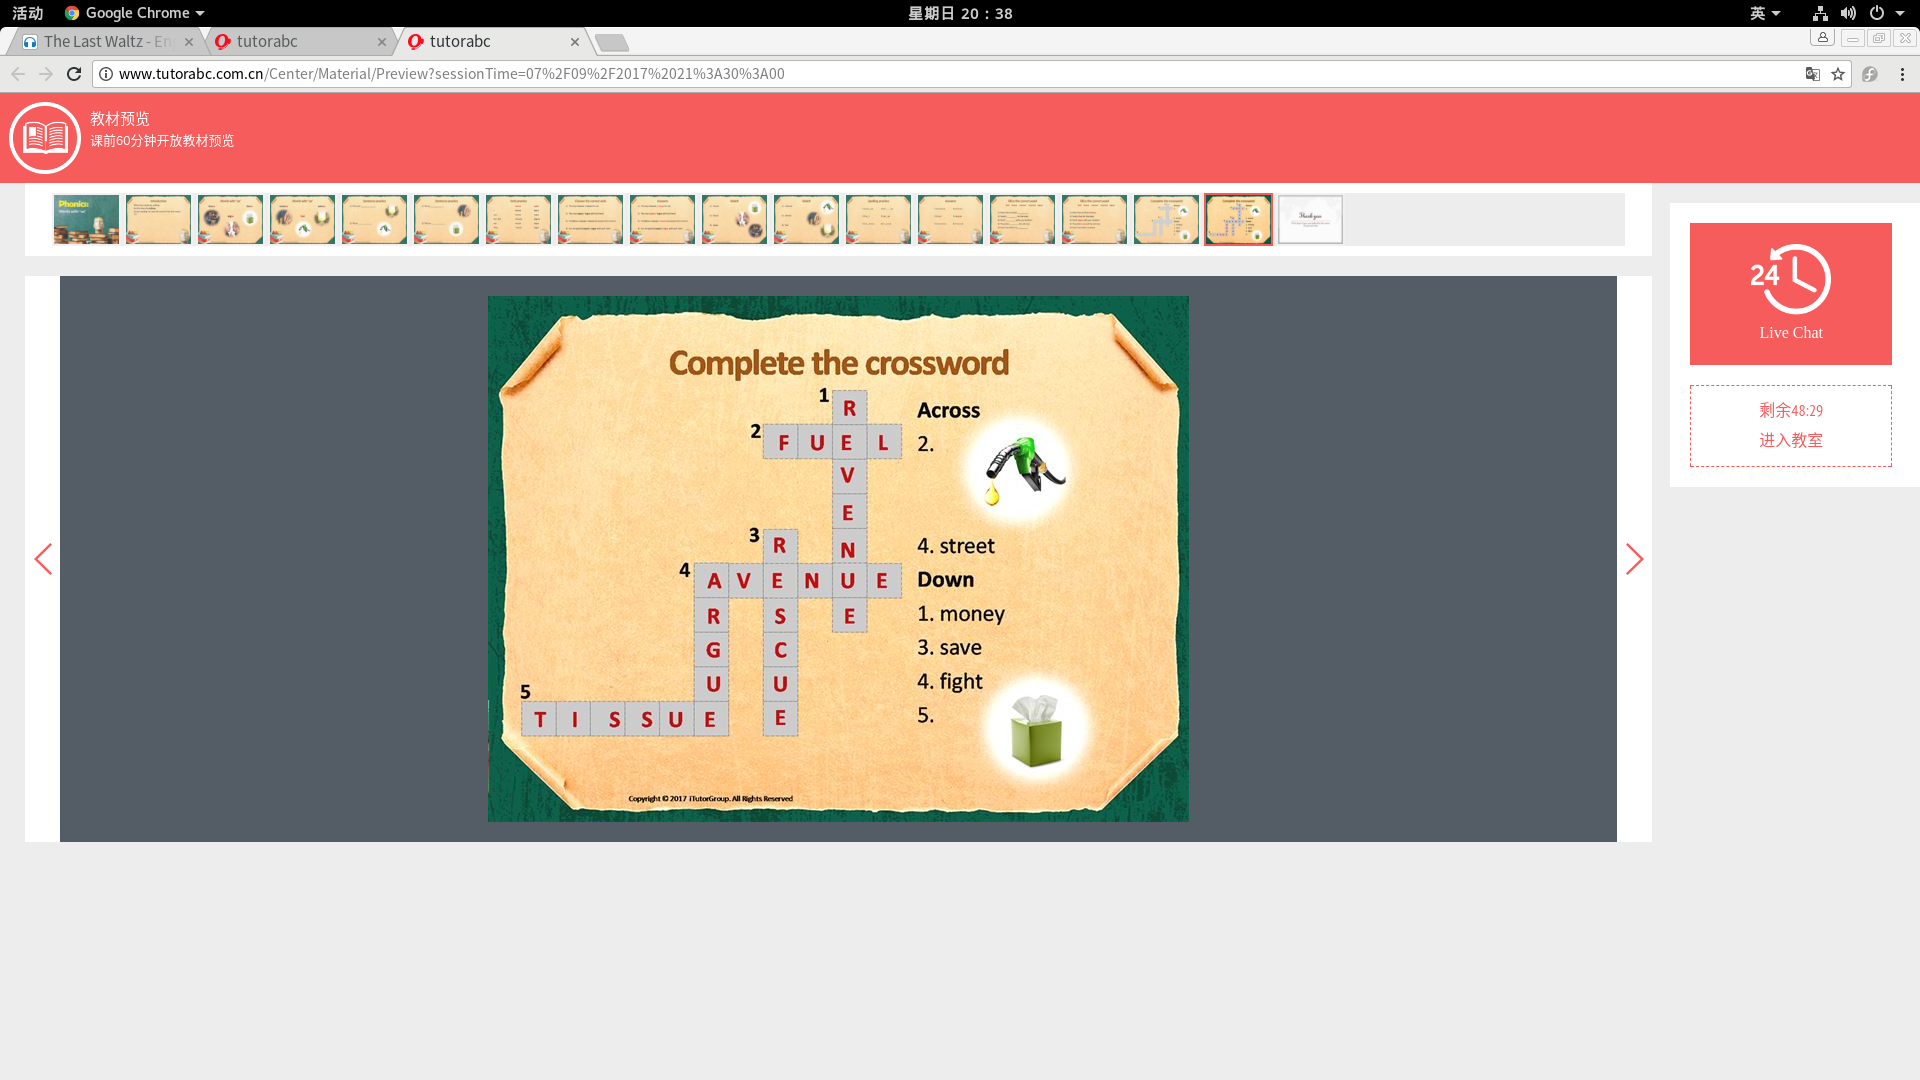 活动
Google Chrome
星期日 20：38
英
The Last Waltz - En
tutorabc
tutorabc
www.tutorabc.com.cn/Center/Material/Preview?sessionTime=07%2F09%2F2017%2021%3A30%3A00
教材预览
课前60分钟开放教材预览
Phonics
Thank you
24
Live Chat
剩余48:29
进入教室
Complete the crossword
1
R
2
F U E L
V
E
3
R
N
4
A V E N U E
R
S
E
G
C
U
U
5
T I S S U E
E
Across
2.
4. street
Down
1. money
3. save
4. fight
5.
Copyright © 2017 iTutorGroup. All Rights Reserved